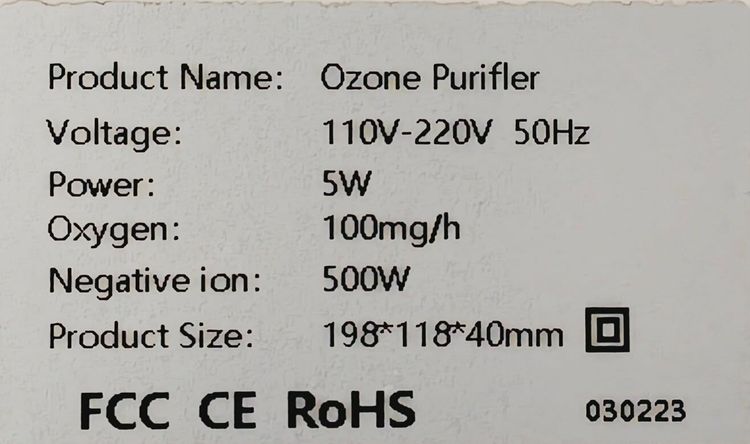 Product Name: Ozone Purifler
Voltage: 110V-220V 50Hz
Power: 5W
Oxygen: 100mg/h
Negative ion: 500W
Product Size: 198*118*40mm
FCC CE RoHS 030223